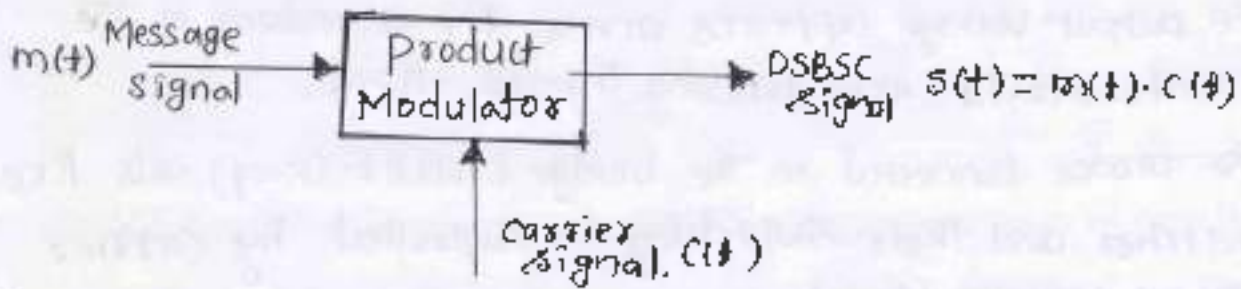 m(t) Message signal
Product Modulator
DSBSC signal s(t) = m(t)·c(t)
carrier signal. c(t)